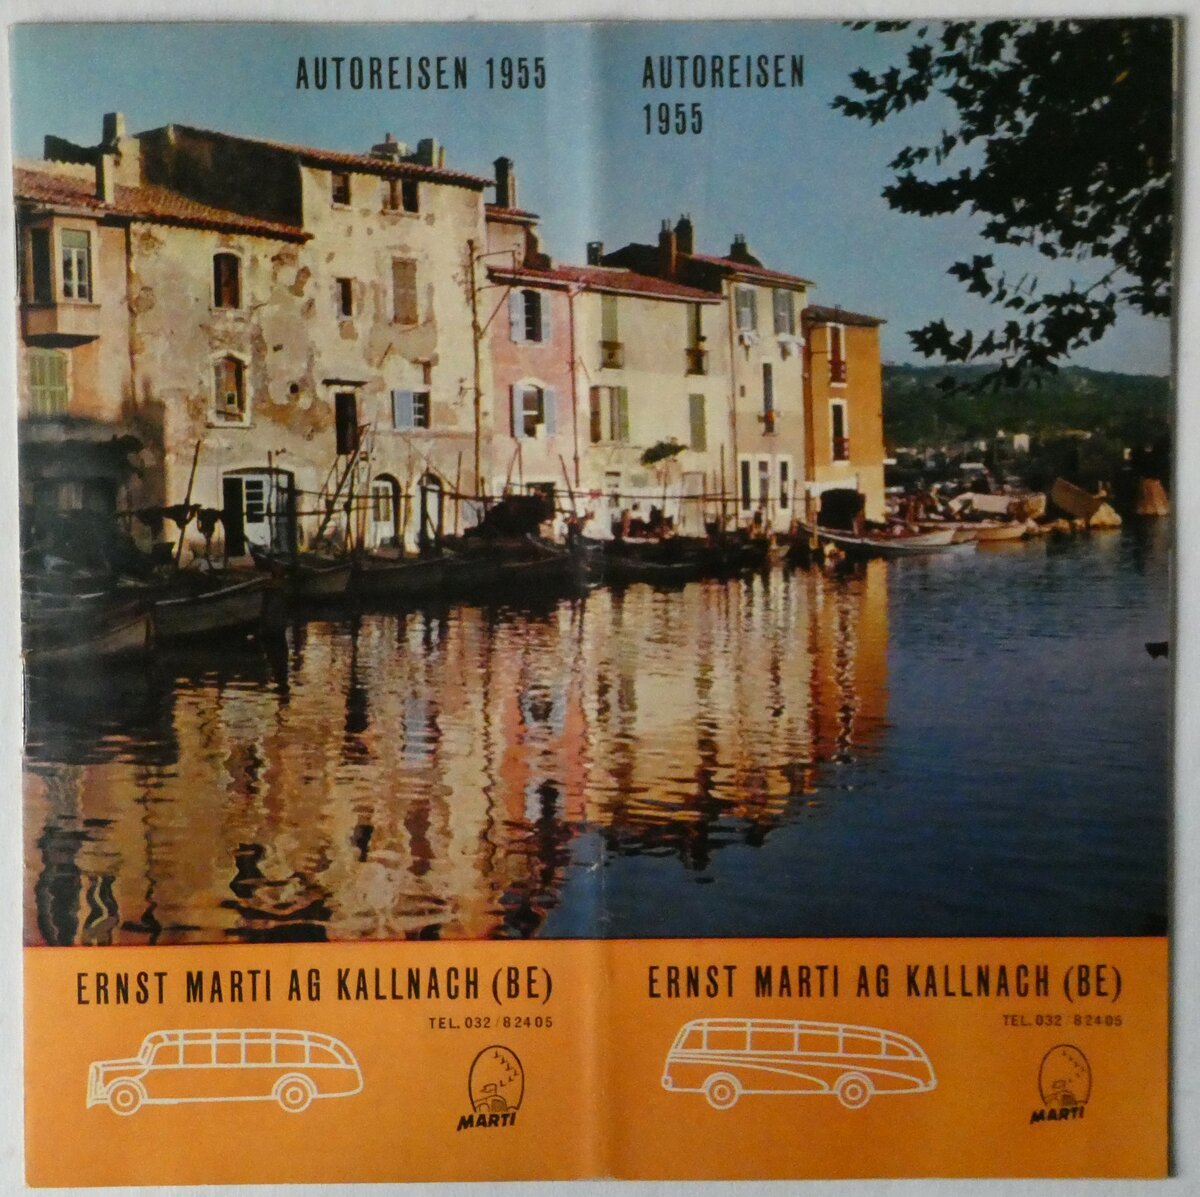 AUTOREISEN 1955
ERNST MARTI AG KALLNACH (BE)
TEL. 032/82405
MARTI
AUTOREISEN
1955
ERNST MARTI AG KALLNACH (BE)
TEL. 032/82405
MARTI